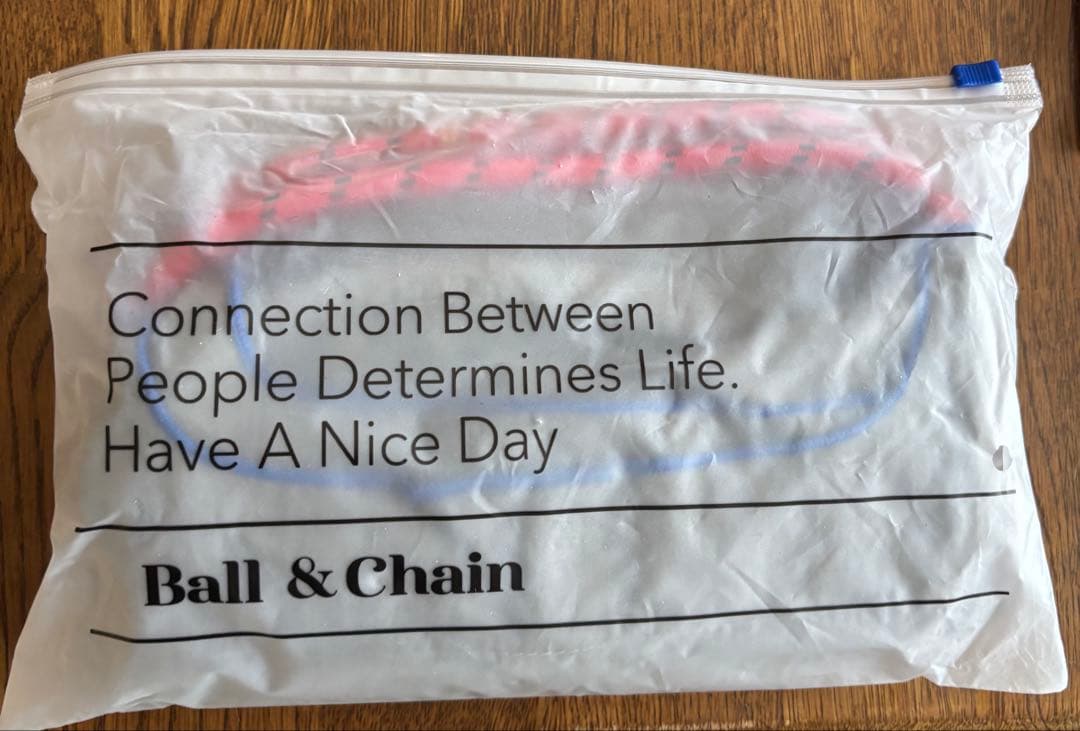 Connection Between
People Determines Life.
Have A Nice Day
Ball & Chain